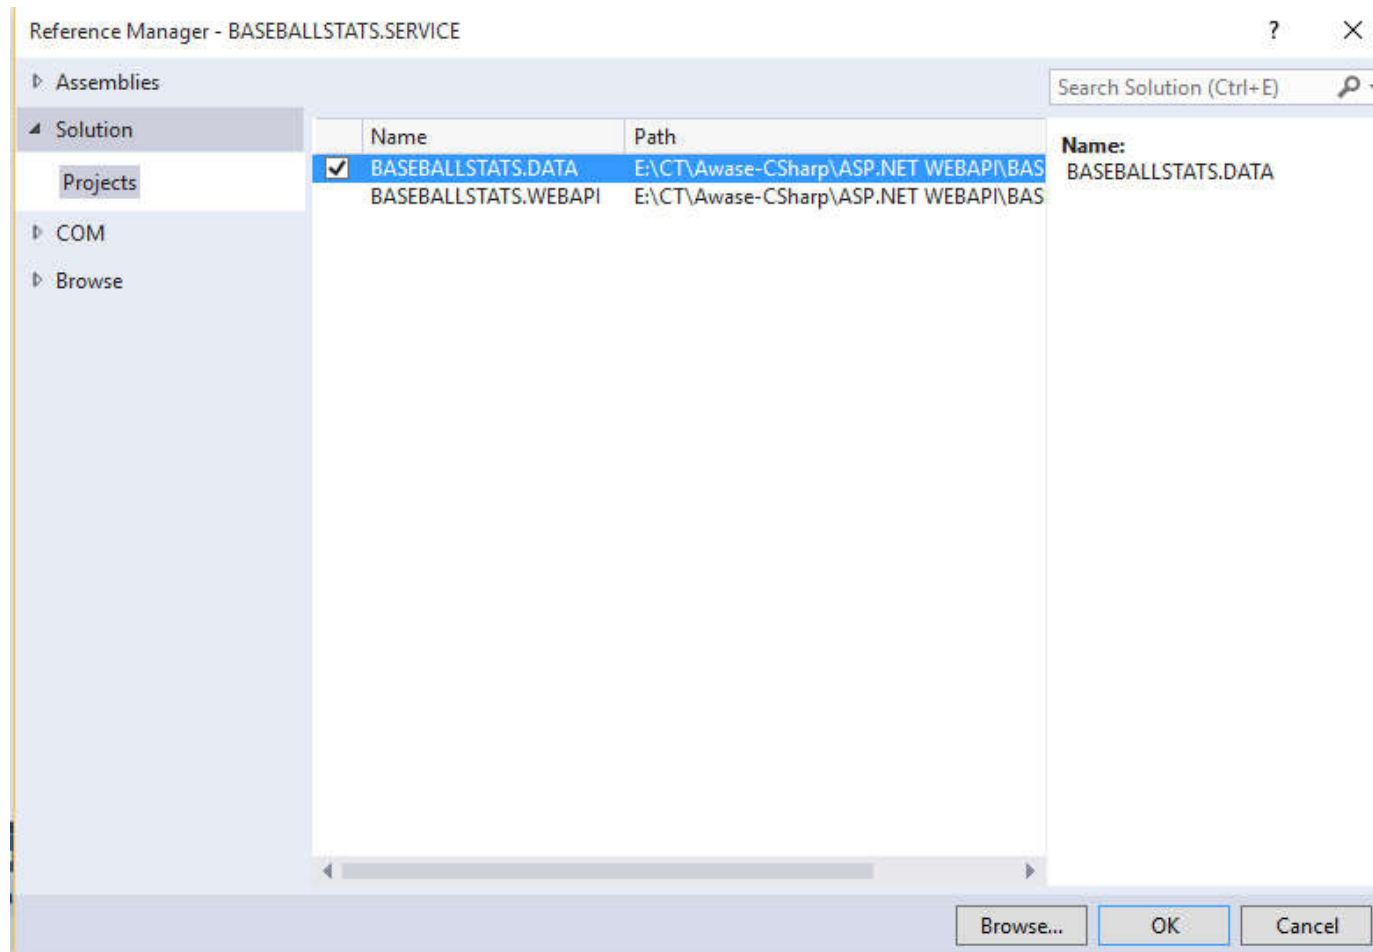 Reference Manager - BASEBALLSTATS.SERVICE
?
Assemblies
Search Solution (Ctrl+E)
Solution
Projects
COM
Browse
Name Path
BASEBALLSTATS.DATA E:\CT\Awase-CSharp\ASP.NET WEBAPI\BAS
BASEBALLSTATS.WEBAPI E:\CT\Awase-CSharp\ASP.NET WEBAPI\BAS
Name:
BASEBALLSTATS.DATA
Browse... OK Cancel